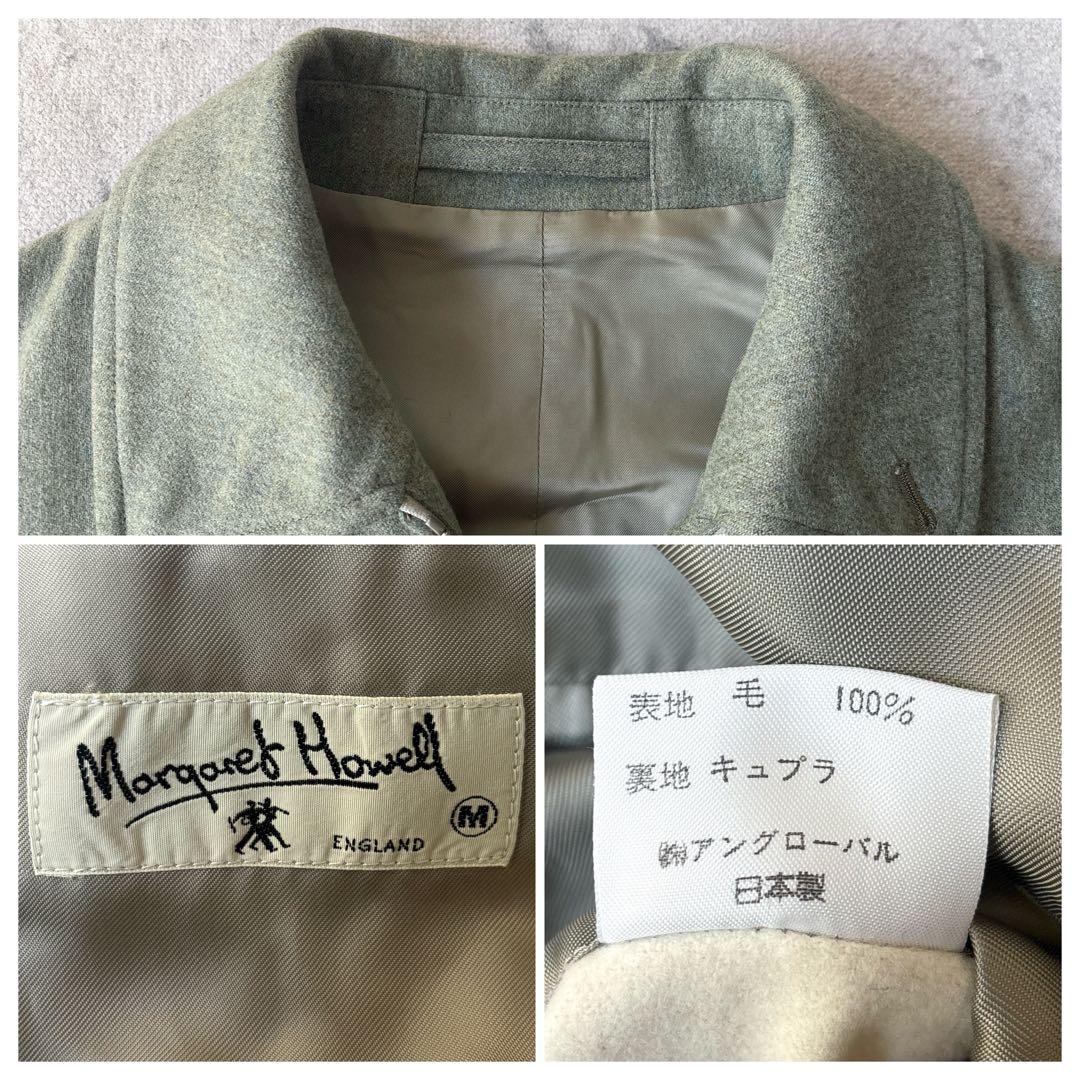 Margaret Howell
M
ENGLAND
表地 毛 100%
裏地 キュプラ
㈱アングローバル
日本製